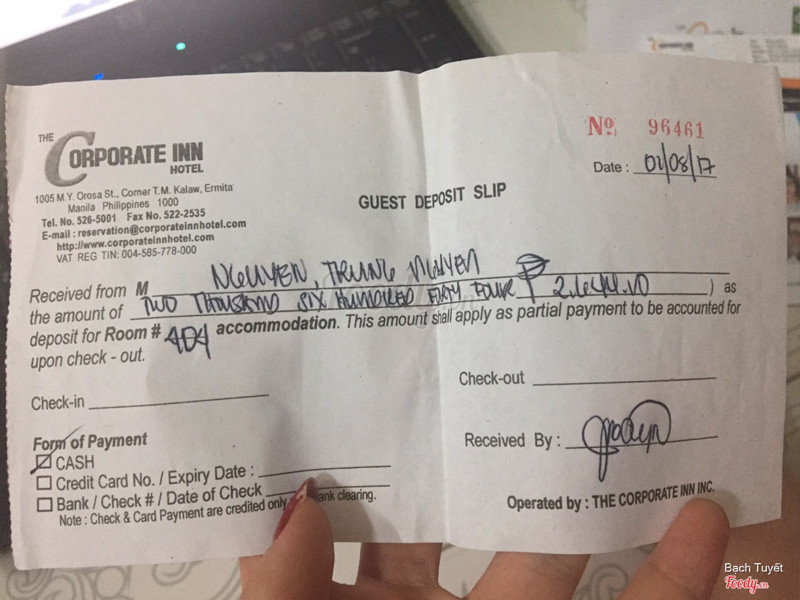 THE
CORPORATE INN
HOTEL
1005 M.Y. Orosa St., Corner T.M. Kalaw, Ermita
Manila Philippines 1000
Tel. No. 526-5001 Fax No. 522-2535
E-mail : reservation@corporateinnhotel.com
http://www.corporateinnhotel.com
VAT REG TIN: 004-585-778-000
Nº 96461
Date : 02/08/17
GUEST DEPOSIT SLIP
Received from M NGUYEN, TRUNG NGUYEN
the amount of TWO THOUSAND SIX HUNDRED FORTY FOUR P 2,644.10 ) as
deposit for Room # 404 accommodation. This amount shall apply as partial payment to be accounted for
upon check - out.
Check-in
Check-out
Form of Payment
CASH
Credit Card No. / Expiry Date :
Bank / Check # / Date of Check
Note : Check & Card Payment are credited only bank clearing.
Received By :
Operated by : THE CORPORATE INN INC.
Bạch Tuyết
Foody.vn